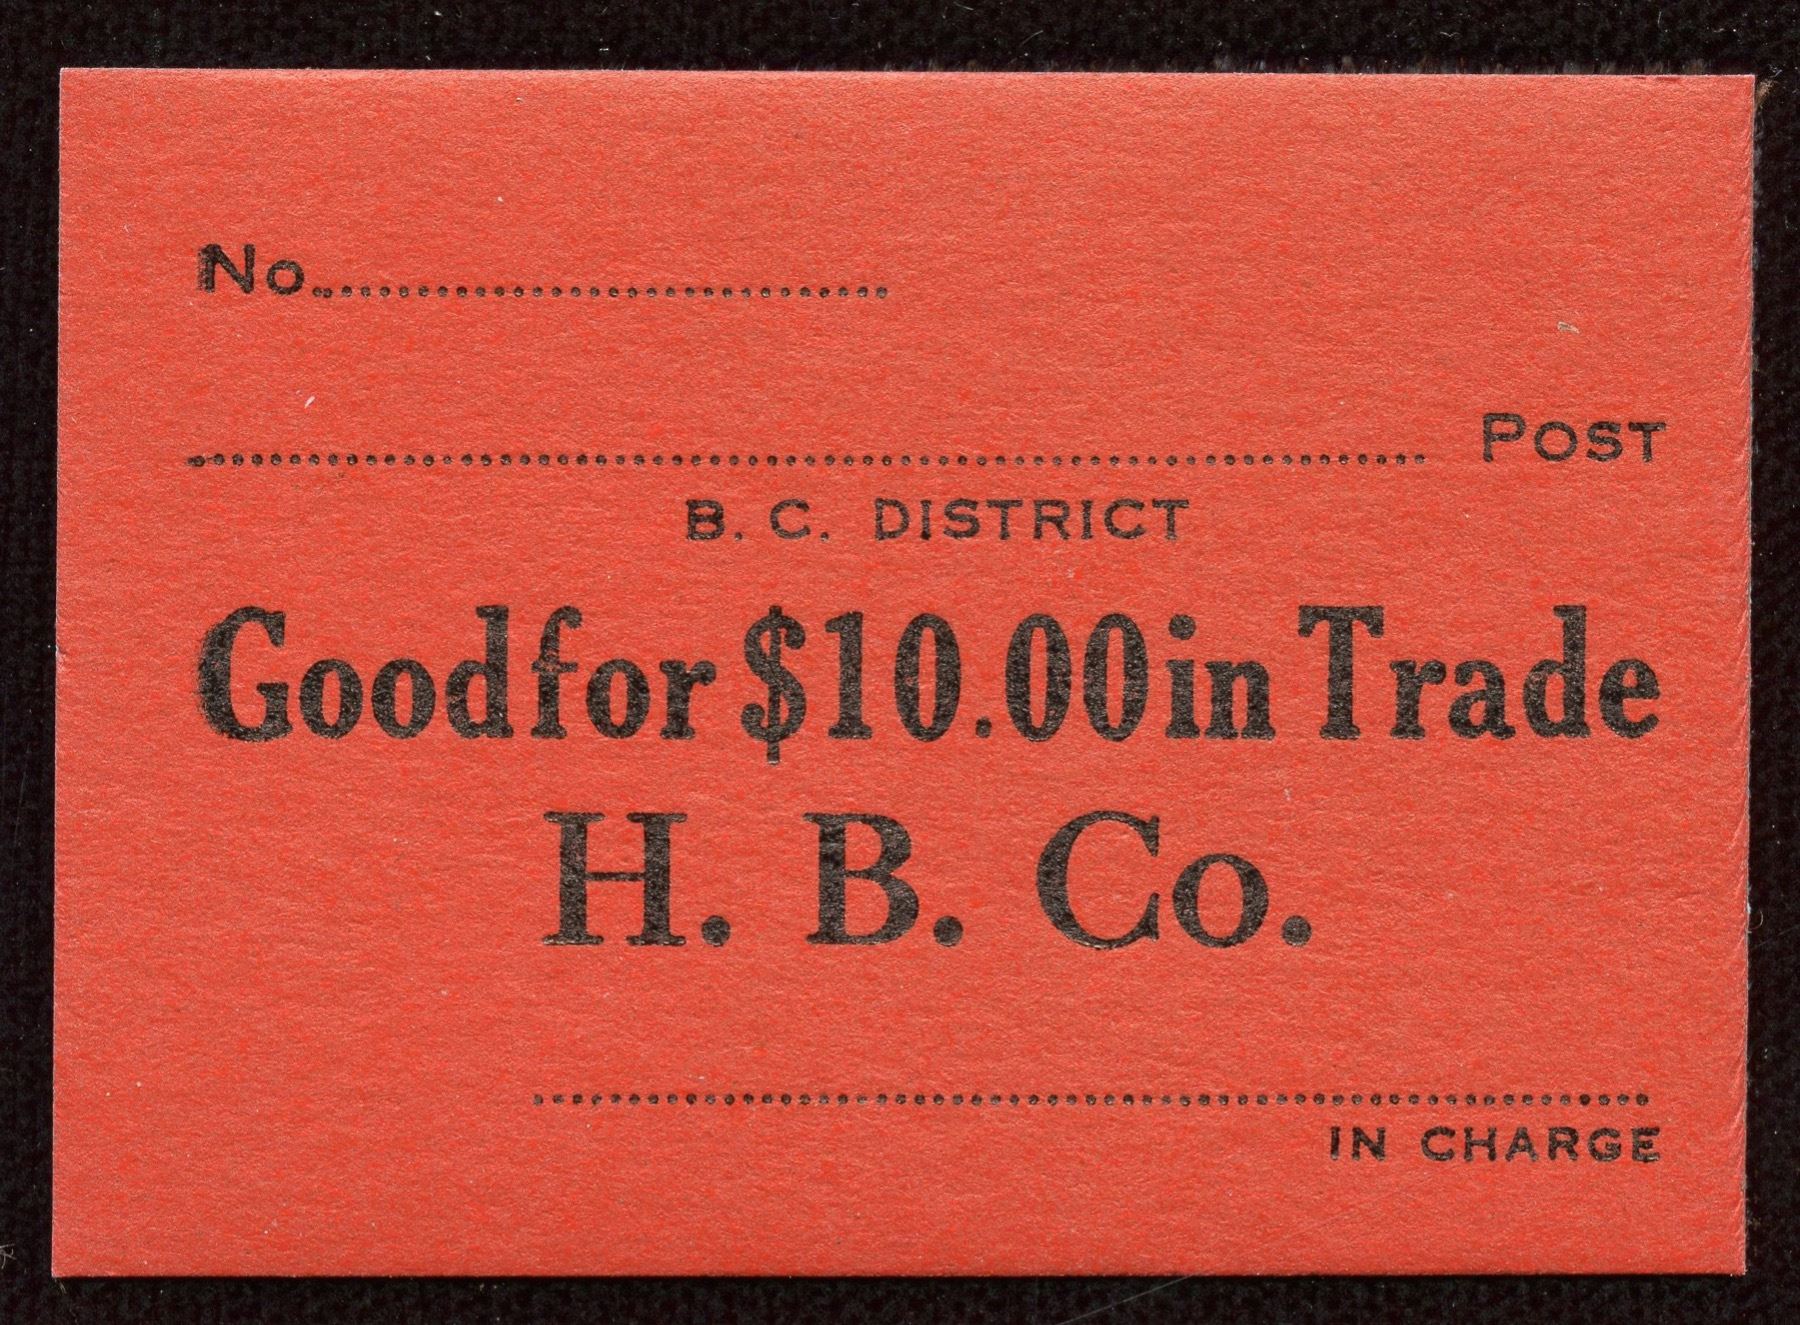 No..............................
................................................................. POST
B. C. DISTRICT
Good for $10.00 in Trade
H. B. Co.
...........................................................
IN CHARGE